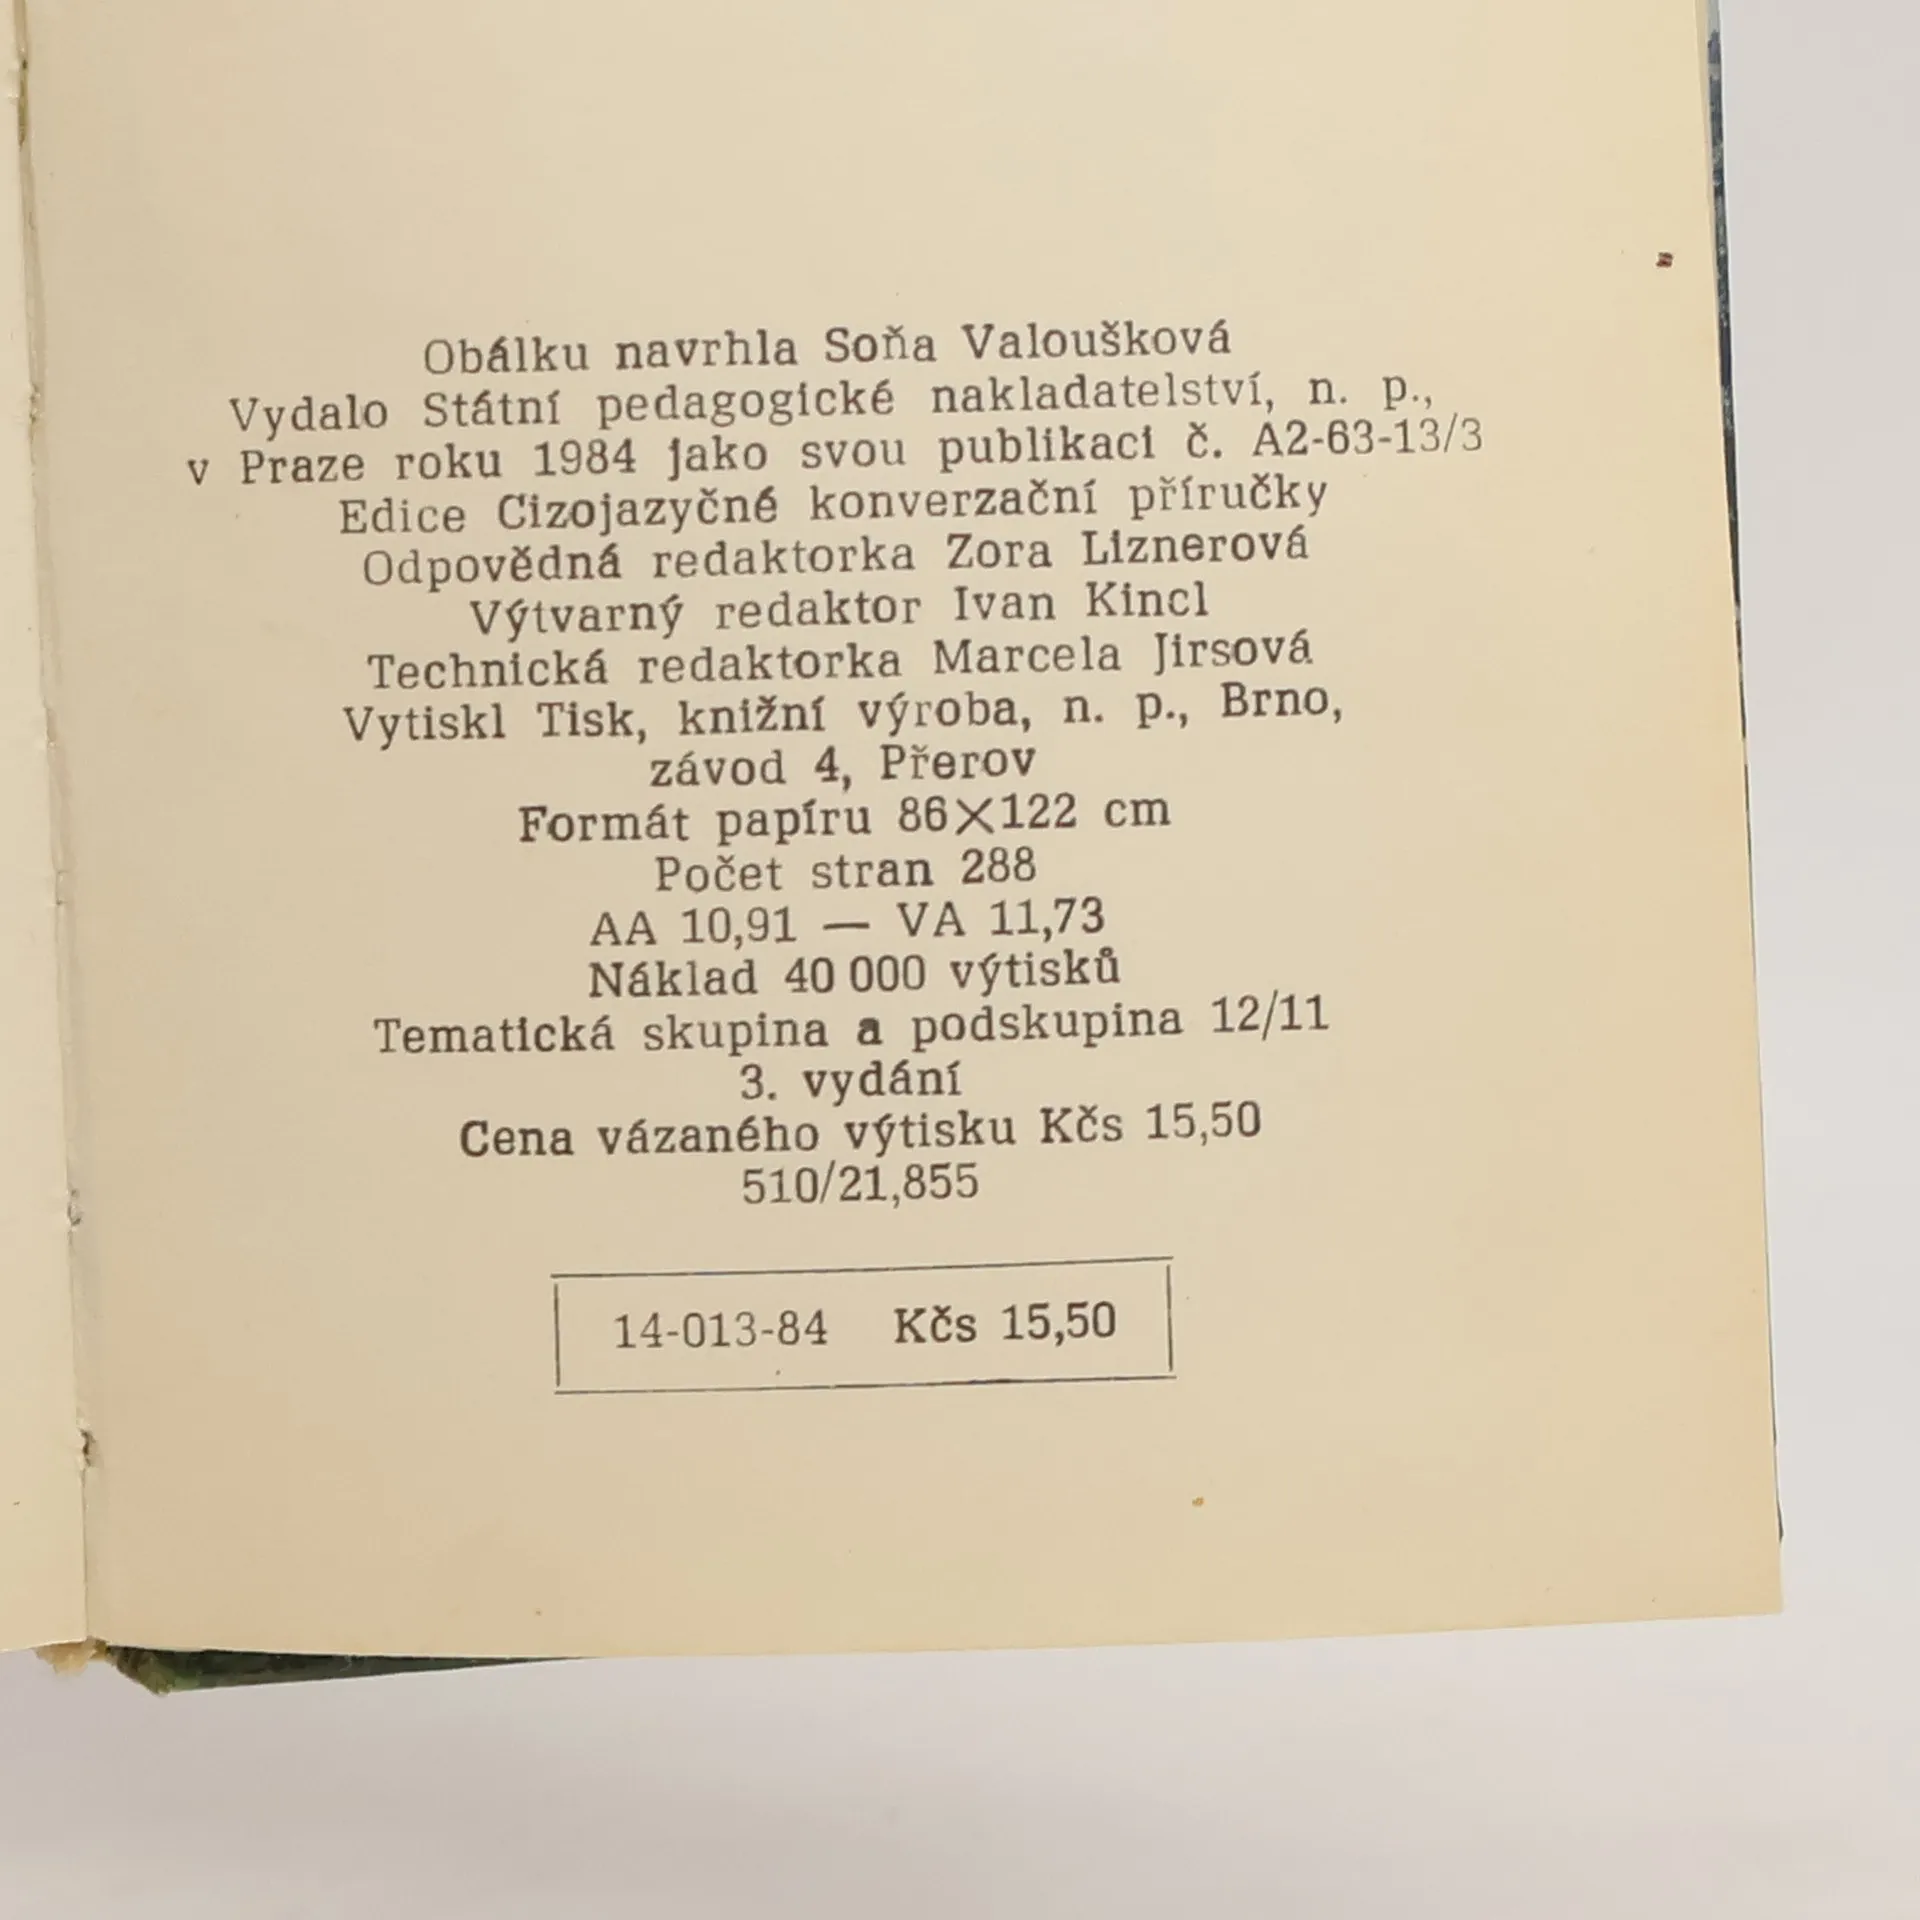 Obálku navrhla Soňa Valoušková
Vydalo Státní pedagogické nakladatelství, n. p.,
v Praze roku 1984 jako svou publikaci č. A2-63-13/3
Edice Cizojazyčné konverzační příručky
Odpovědná redaktorka Zora Liznerová
Výtvarný redaktor Ivan Kincl
Technická redaktorka Marcela Jirsová
Vytiskl Tisk, knižní výroba, n. p., Brno,
závod 4, Přerov
Formát papíru 86×122 cm
Počet stran 288
AA 10,91 — VA 11,73
Náklad 40 000 výtisků
Tematická skupina a podskupina 12/11
3. vydání
Cena vázaného výtisku Kčs 15,50
510/21,855
14-013-84 Kčs 15,50